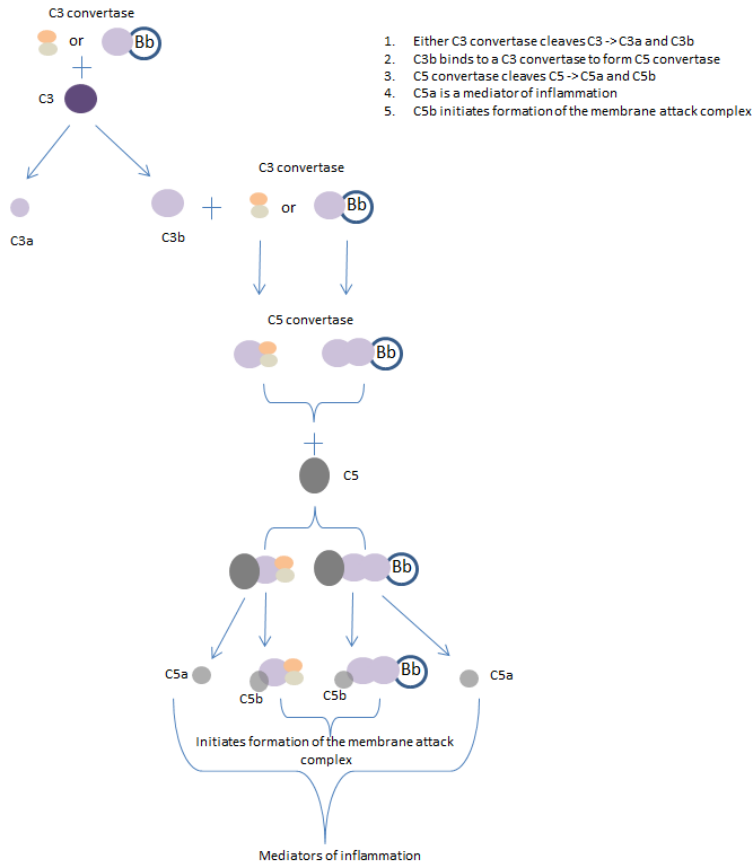 C3 convertase
or
Bb
C3
1. Either C3 convertase cleaves C3 ->C3a and C3b
2. C3b binds to a C3 convertase to form C5 convertase
3. C5 convertase cleaves C5 ->C5a and C5b
4. C5a is a mediator of inflammation
5. C5b initiates formation of the membrane attack complex
C3 convertase
C3a
C3b
or
Bb
C5 convertase
Bb
C5
Bb
C5a
C5b
C5b
Bb
C5a
Initiates formation of the membrane attack
complex
Mediators of inflammation